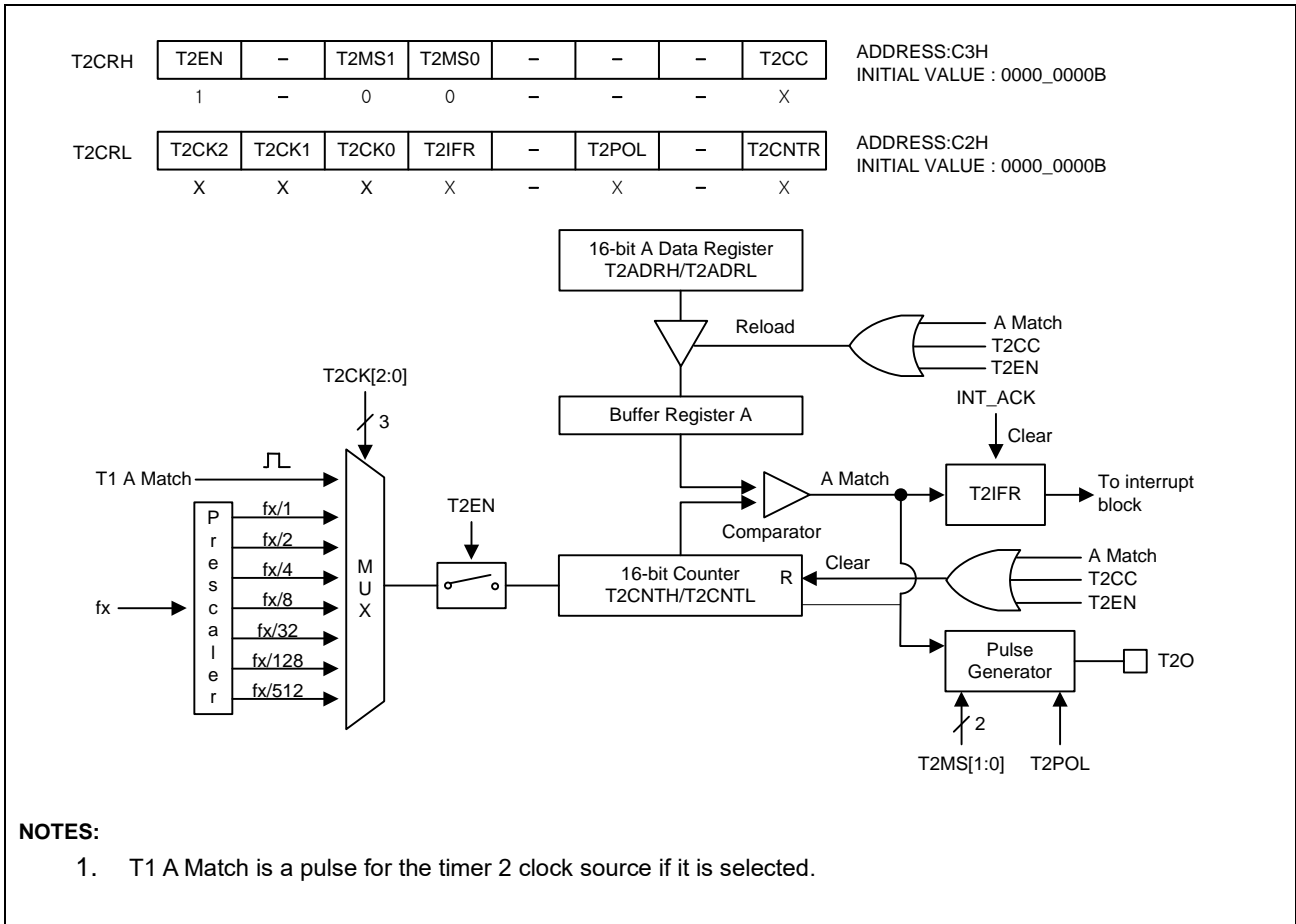 T2CRH T2EN – T2MS1 T2MS0 – – – T2CC ADDRESS:C3H
INITIAL VALUE : 0000_0000B
1 – 0 0 – – – X
T2CRL T2CK2 T2CK1 T2CK0 T2IFR – T2POL – T2CNTR ADDRESS:C2H
INITIAL VALUE : 0000_0000B
X X X X – X – X
16-bit A Data Register
T2ADRH/T2ADRL
Reload
A Match
T2CC
T2EN
T2CK[2:0]
3
Buffer Register A
INT_ACK
Clear
T1 A Match
Prescaler
fx
fx/1
fx/2
fx/4
fx/8
fx/32
fx/128
fx/512
MUX
T2EN
Comparator
A Match
T2IFR
To interrupt
block
16-bit Counter
T2CNTH/T2CNTL
R
Clear
A Match
T2CC
T2EN
Pulse
Generator
T2O
2
T2MS[1:0]
T2POL
NOTES:
1. T1 A Match is a pulse for the timer 2 clock source if it is selected.